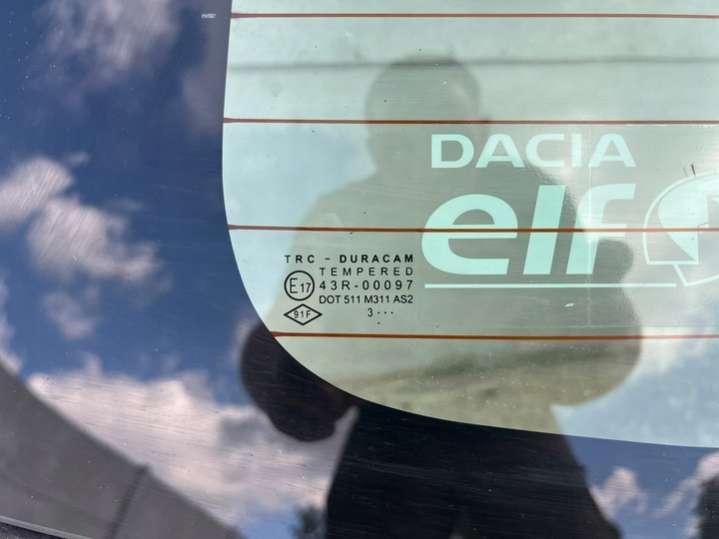 DACIA
elf
TRC - DURACAM
TEMPERED
E17 43R-00097
DOT 511 M311 AS2
91F 3...